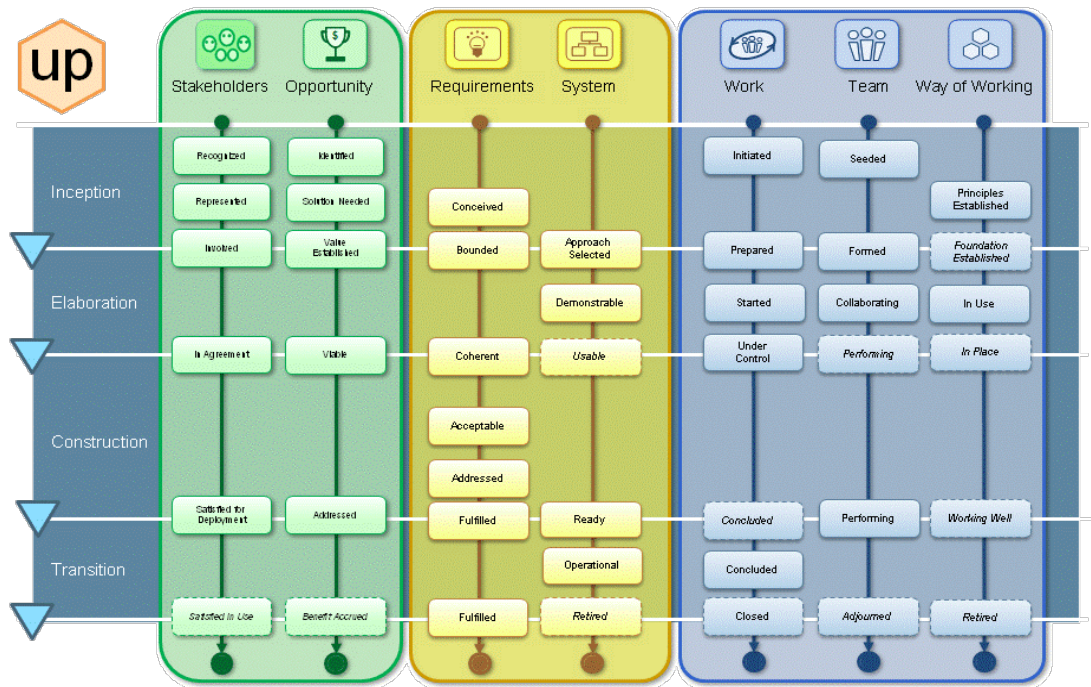 up
$
Stakeholders Opportunity Requirements System Work Team Way of Working
Inception
Recognized Identified Initiated Seeded
Represented Solution Needed Conceived Principles
Established
Involved Value
Established Bounded Approach
Selected Prepared Formed Foundation
Established
Elaboration
Demonstrable Started Collaborating In Use
In Agreement Viable Coherent Usable Under
Control Performing In Place
Construction
Acceptable
Addressed
Satisfied for
Deployment Addressed Fulfilled Ready Concluded Performing Working Well
Transition
Operational Concluded
Satisfied in Use Benefit Accrued Fulfilled Retired Closed Adjourned Retired